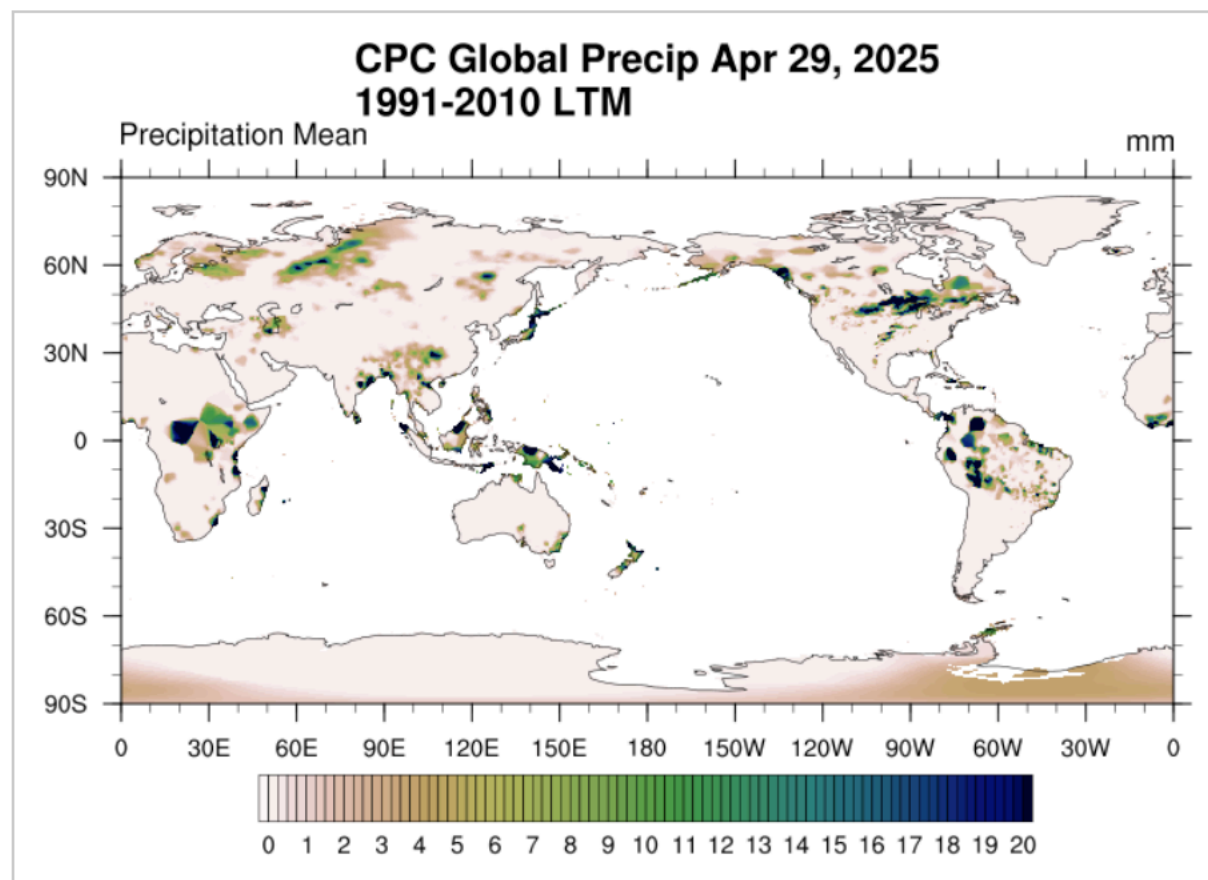 CPC Global Precip Apr 29, 2025
1991-2010 LTM
Precipitation Mean mm
90N
60N
30N
0
30S
60S
90S
0 30E 60E 90E 120E 150E 180 150W 120W 90W 60W 30W 0
0 1 2 3 4 5 6 7 8 9 10 11 12 13 14 15 16 17 18 19 20